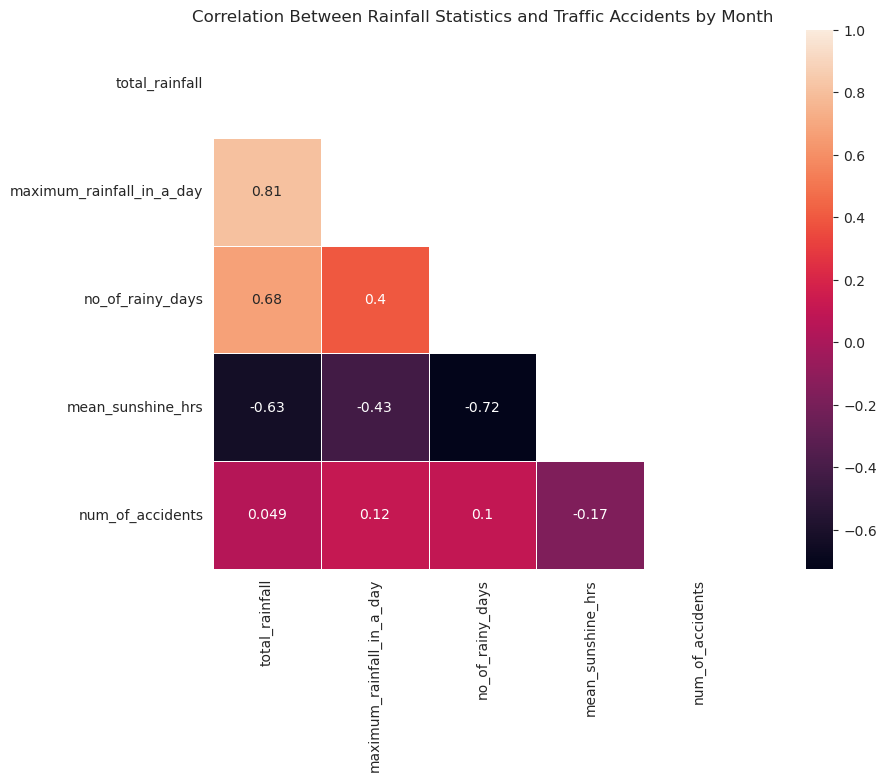 Correlation Between Rainfall Statistics and Traffic Accidents by Month
total_rainfall
maximum_rainfall_in_a_day
0.81
no_of_rainy_days
0.68 0.4
mean_sunshine_hrs
-0.63 -0.43 -0.72
num_of_accidents
0.049 0.12 0.1 -0.17
total_rainfall
maximum_rainfall_in_a_day
no_of_rainy_days
mean_sunshine_hrs
num_of_accidents
1.0
0.8
0.6
0.4
0.2
0.0
−0.2
−0.4
−0.6